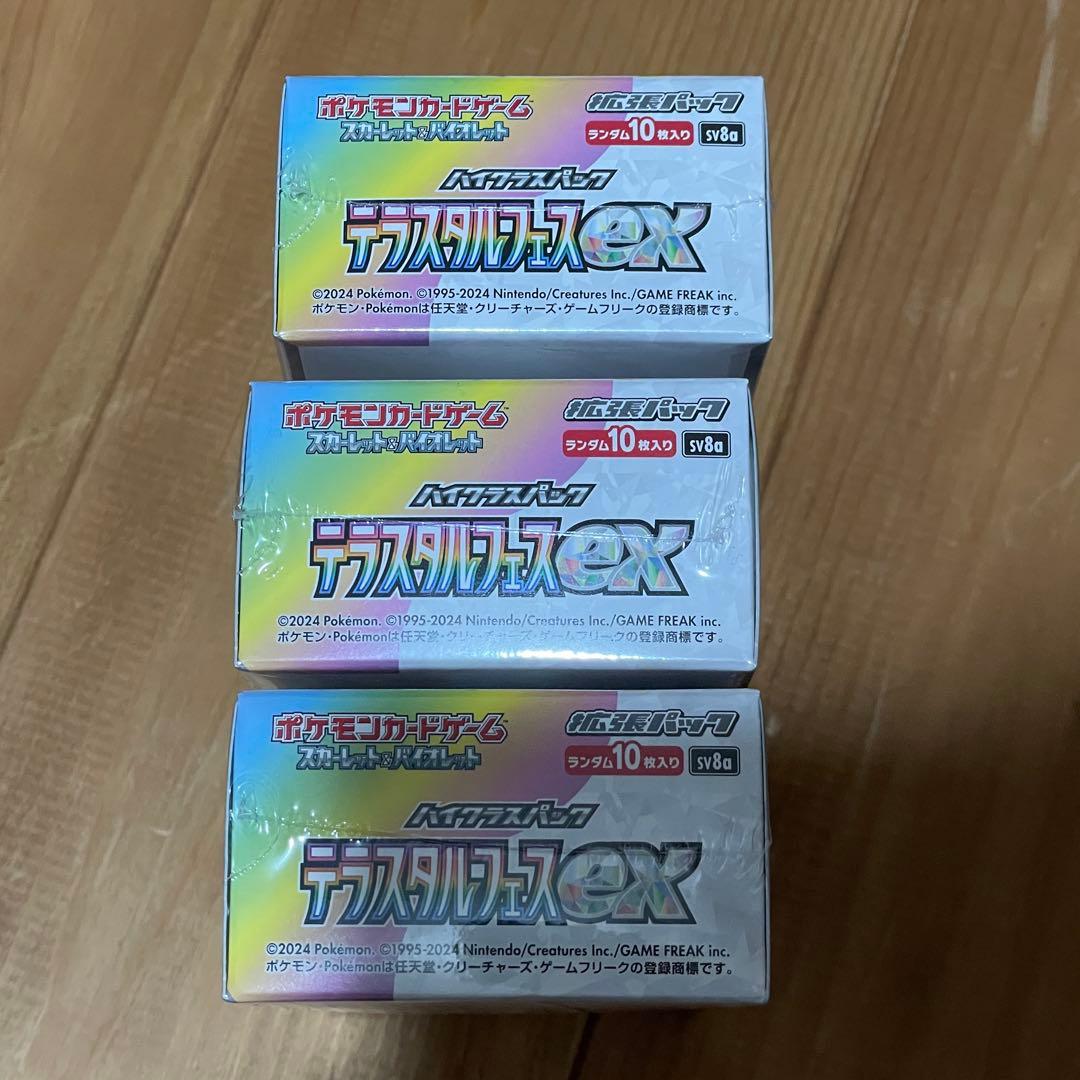 ポケモンカードゲーム™ 拡張パック
スカーレット&バイオレット ランダム10枚入り sv8a
ハイクラスパック
テラスタルフェスex
©2024 Pokémon. ©1995-2024 Nintendo/Creatures Inc./GAME FREAK inc.
ポケモン・Pokémonは任天堂・クリーチャーズ・ゲームフリークの登録商標です。
ポケモンカードゲーム™ 拡張パック
スカーレット&バイオレット ランダム10枚入り sv8a
ハイクラスパック
テラスタルフェスex
©2024 Pokémon. ©1995-2024 Nintendo/Creatures Inc./GAME FREAK inc.
ポケモン・Pokémonは任天堂・クリーチャーズ・ゲームフリークの登録商標です。
ポケモンカードゲーム™ 拡張パック
スカーレット&バイオレット ランダム10枚入り sv8a
ハイクラスパック
テラスタルフェスex
©2024 Pokémon. ©1995-2024 Nintendo/Creatures Inc./GAME FREAK inc.
ポケモン・Pokémonは任天堂・クリーチャーズ・ゲームフリークの登録商標です。